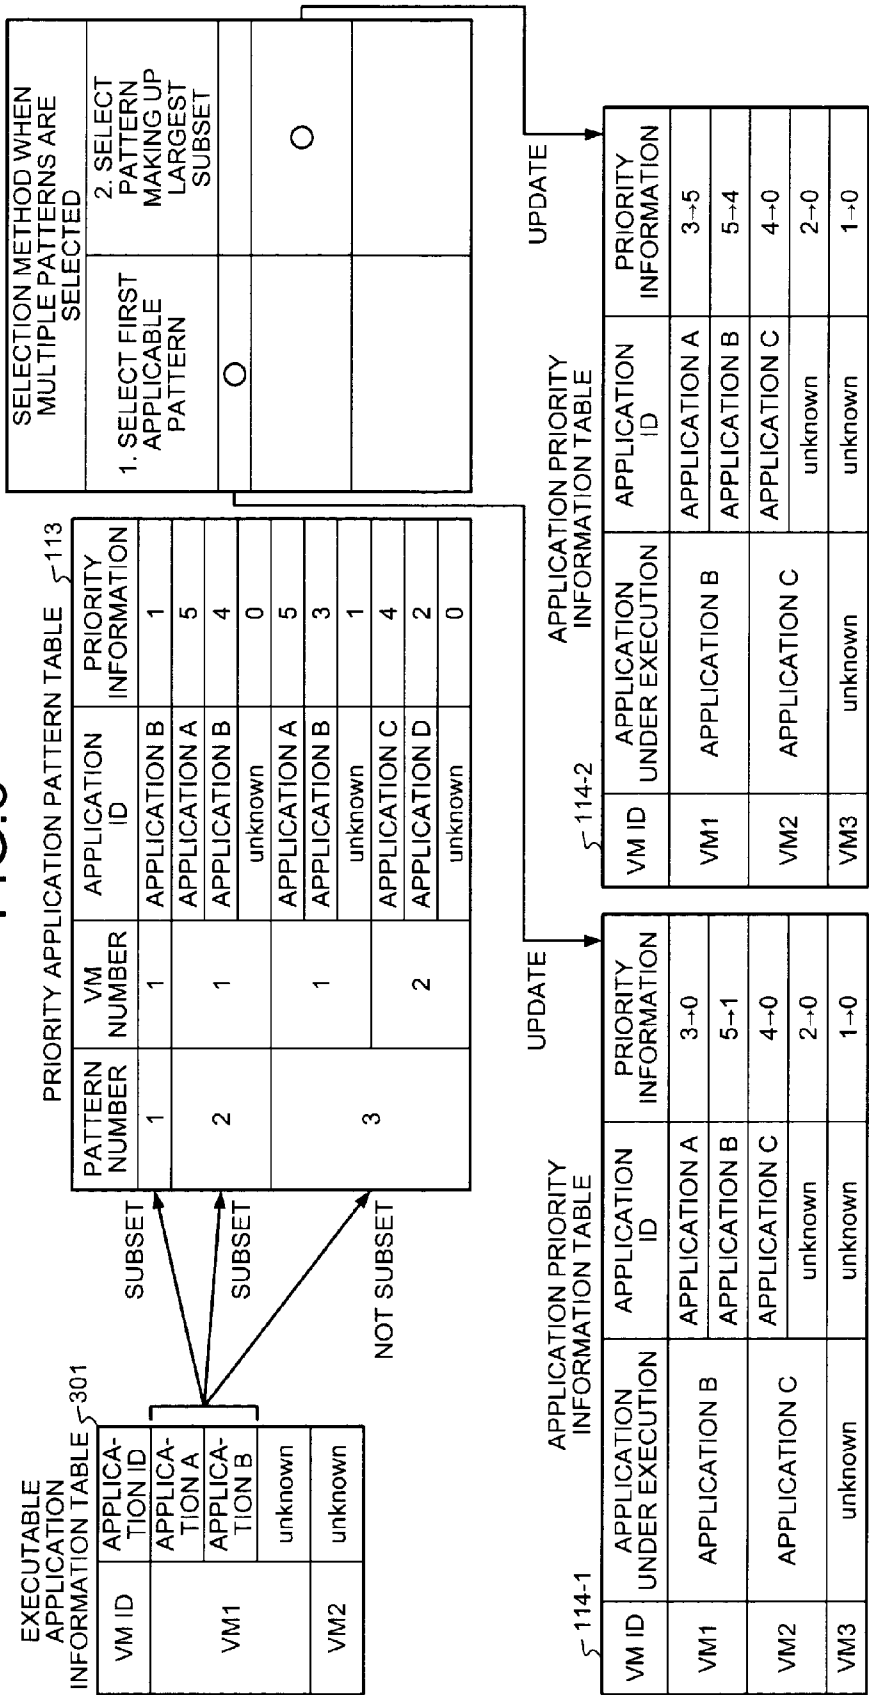 EXECUTABLE
APPLICATION
INFORMATION TABLE 301
VM ID
APPLICA-
TION ID
VM1
APPLICA-
TION A
APPLICA-
TION B
unknown
VM2
unknown
SUBSET
SUBSET
NOT SUBSET
PRIORITY APPLICATION PATTERN TABLE 113
PATTERN
NUMBER
VM
NUMBER
APPLICATION
ID
PRIORITY
INFORMATION
1
1
APPLICATION B
1
2
1
APPLICATION A
5
APPLICATION B
4
unknown
0
3
1
APPLICATION A
5
APPLICATION B
3
unknown
1
2
APPLICATION C
4
APPLICATION D
2
unknown
0
SELECTION METHOD WHEN
MULTIPLE PATTERNS ARE
SELECTED
1. SELECT FIRST
APPLICABLE
PATTERN
2. SELECT
PATTERN
MAKING UP
LARGEST
SUBSET
UPDATE
UPDATE
114-1
APPLICATION PRIORITY
INFORMATION TABLE
VM ID
APPLICATION
UNDER EXECUTION
APPLICATION
ID
PRIORITY
INFORMATION
VM1
APPLICATION B
APPLICATION A
3→0
APPLICATION B
5→1
VM2
APPLICATION C
APPLICATION C
4→0
unknown
2→0
VM3
unknown
unknown
1→0
114-2
APPLICATION PRIORITY
INFORMATION TABLE
VM ID
APPLICATION
UNDER EXECUTION
APPLICATION
ID
PRIORITY
INFORMATION
VM1
APPLICATION B
APPLICATION A
3→5
APPLICATION B
5→4
VM2
APPLICATION C
APPLICATION C
4→0
unknown
2→0
VM3
unknown
unknown
1→0